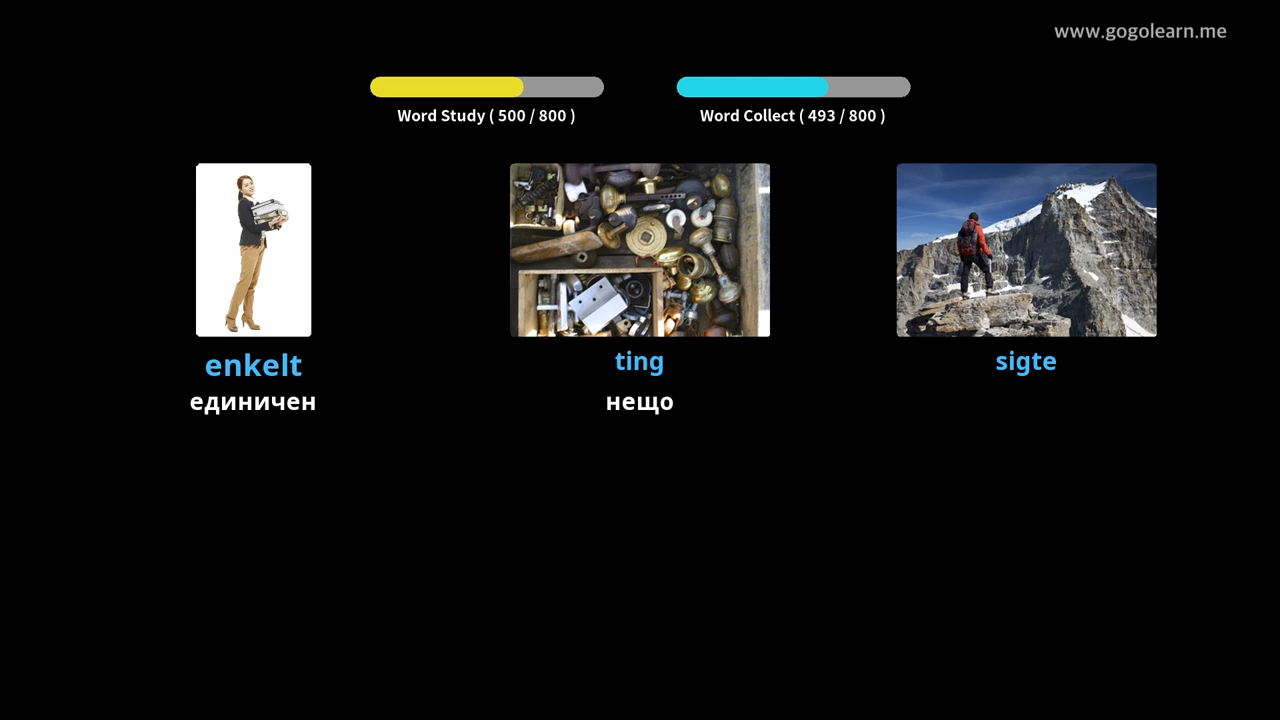 www.gogolearn.me
Word Study ( 500 / 800 )
Word Collect ( 493 / 800 )
enkelt
единичен
ting
нещо
sigte